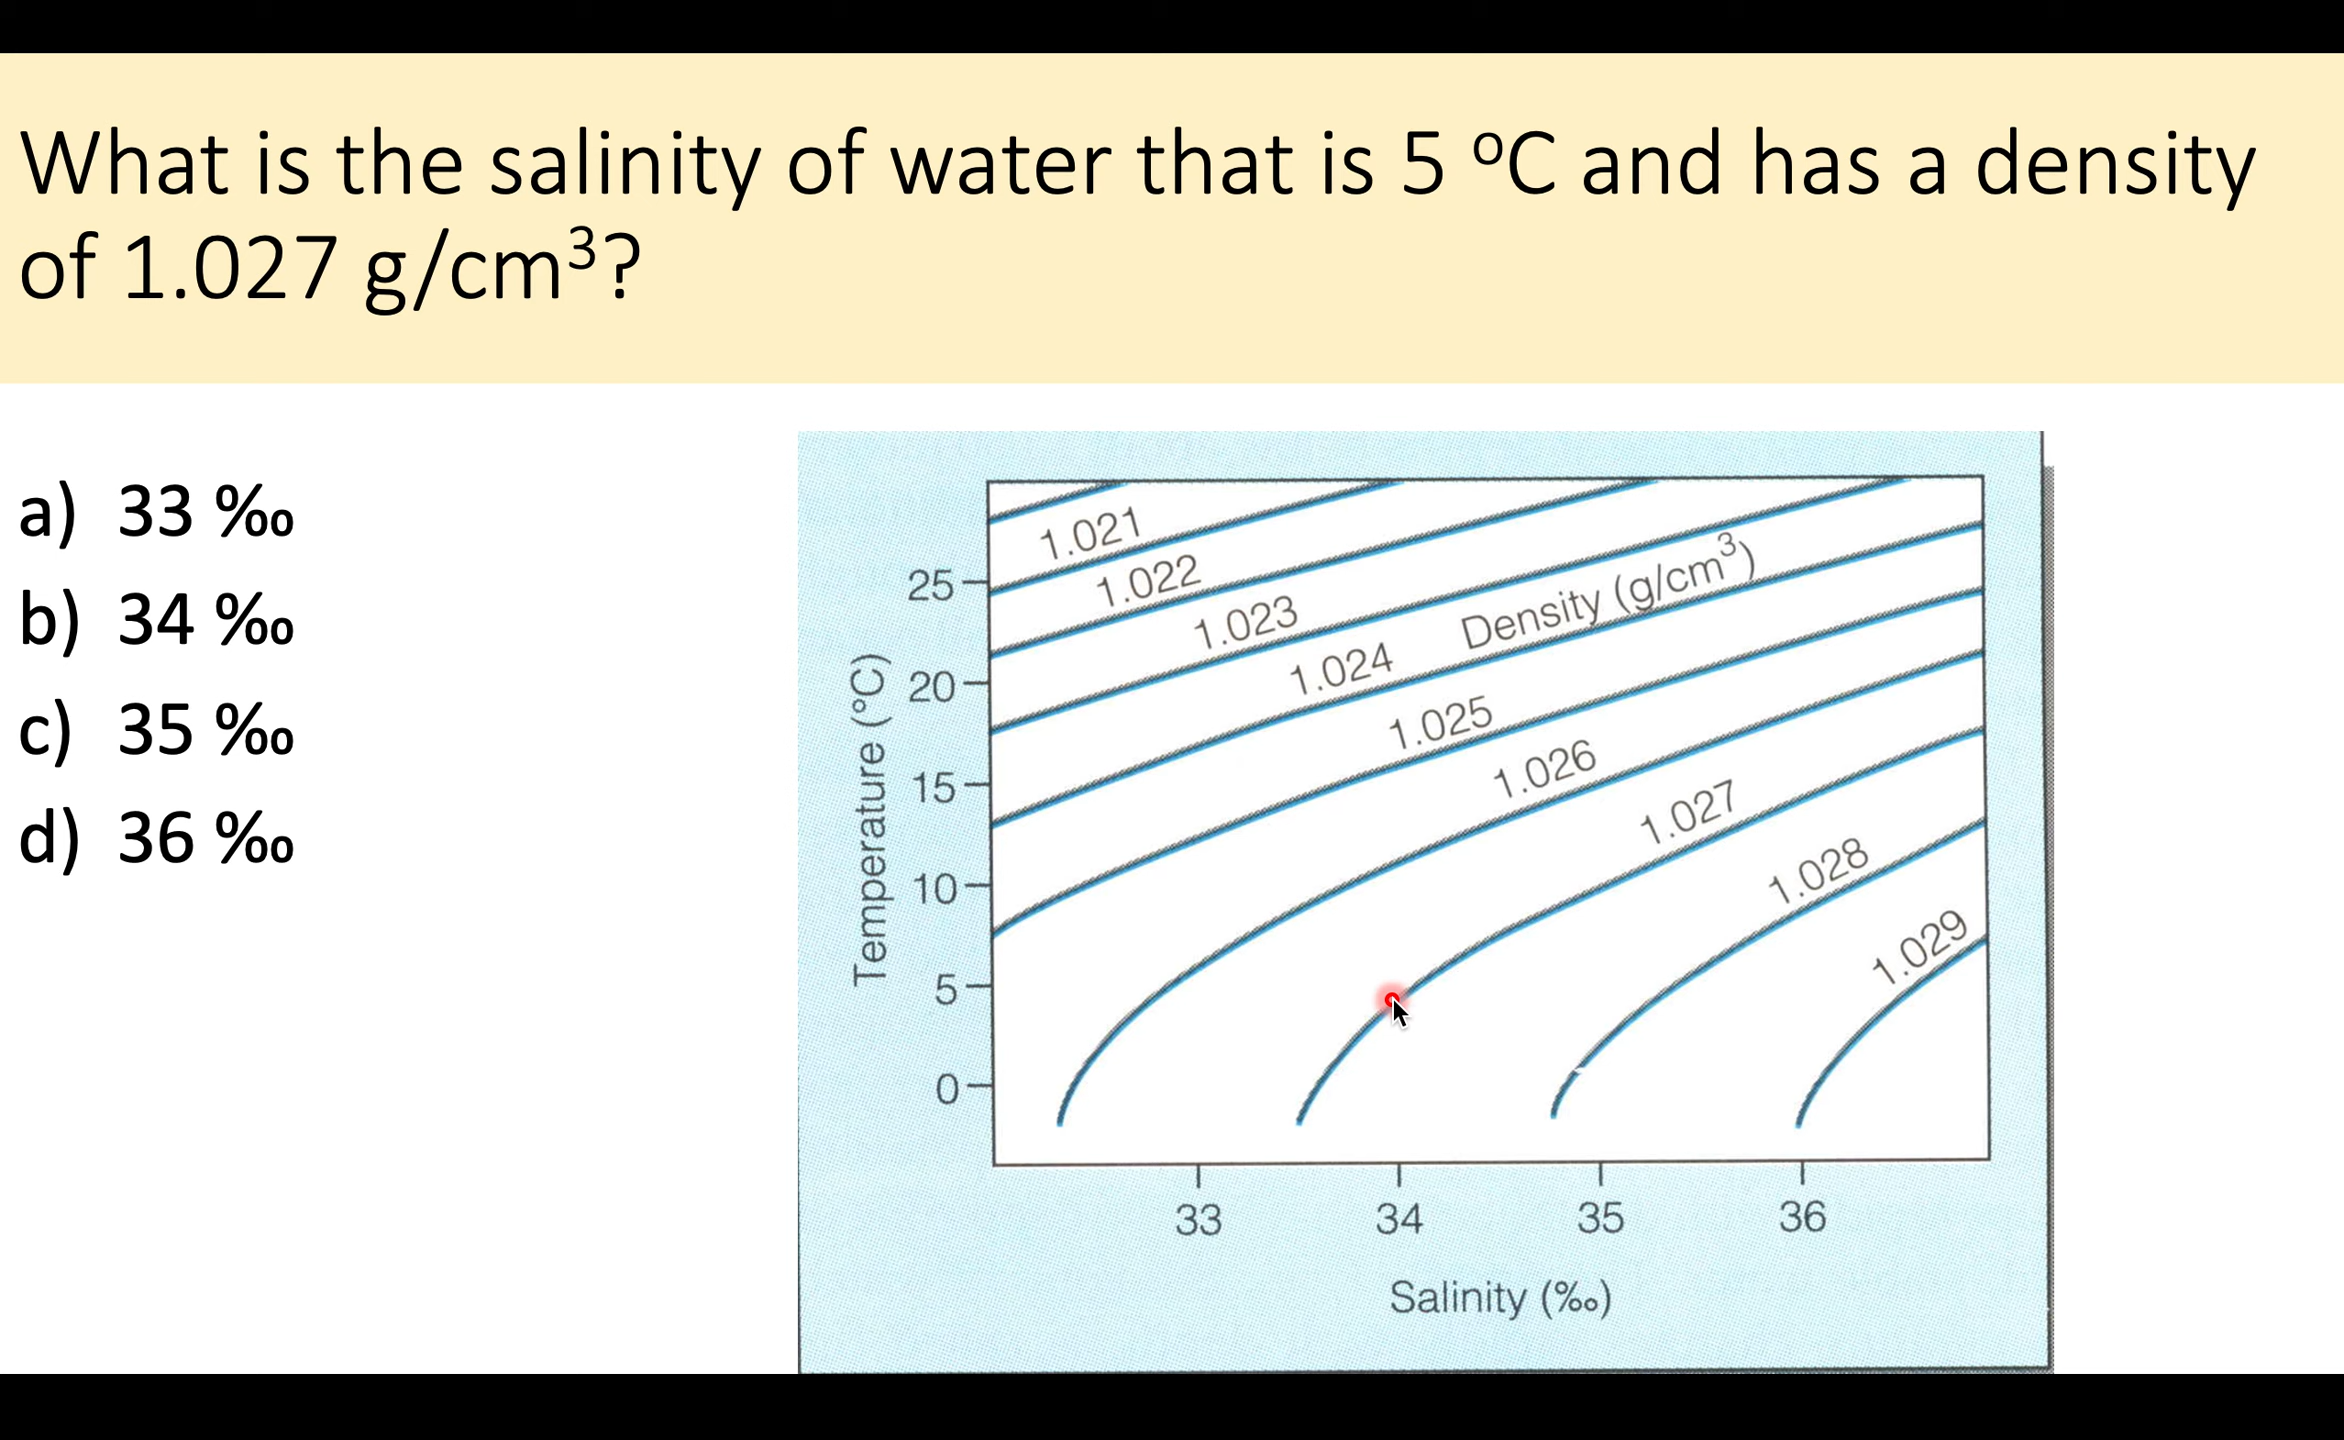 What is the salinity of water that is 5 ºC and has a density
of 1.027 g/cm³?
a) 33 ‰
b) 34 ‰
c) 35 ‰
d) 36 ‰
1.021
1.022
1.023
1.024
Density (g/cm³)
1.025
1.026
1.027
1.028
1.029
Temperature (°C)
25
20
15
10
5
0
33 34 35 36
Salinity (‰)